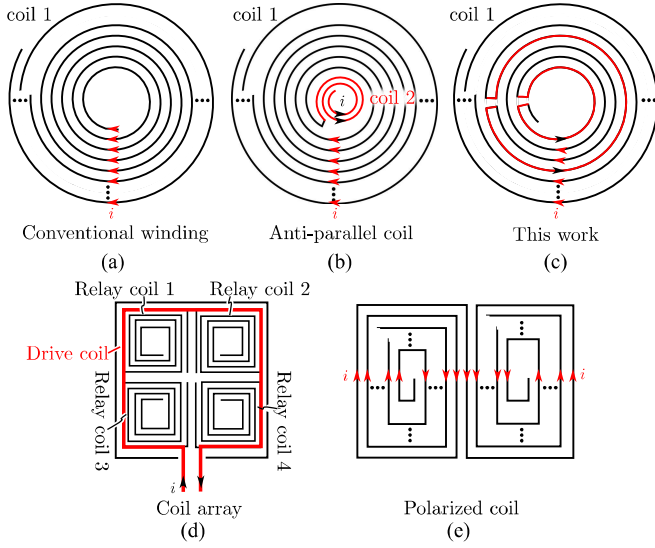 coil 1
coil 1
coil 1
i
coil 2
i
i
i
Conventional winding
Anti-parallel coil
This work
(a)
(b)
(c)
Relay coil 1
Relay coil 2
Drive coil
Relay coil 3
Relay coil 4
i
i
i
Coil array
Polarized coil
(d)
(e)